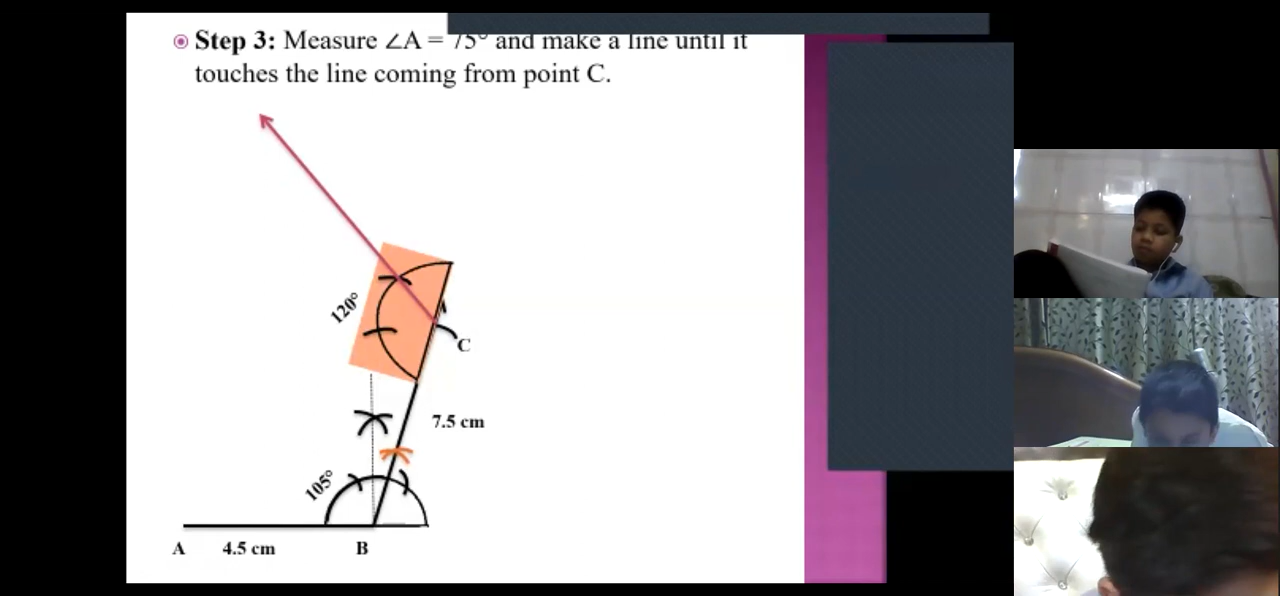 Step 3: Measure ∠A = 75° and make a line until it
touches the line coming from point C.
120°
C
7.5 cm
105°
A 4.5 cm B